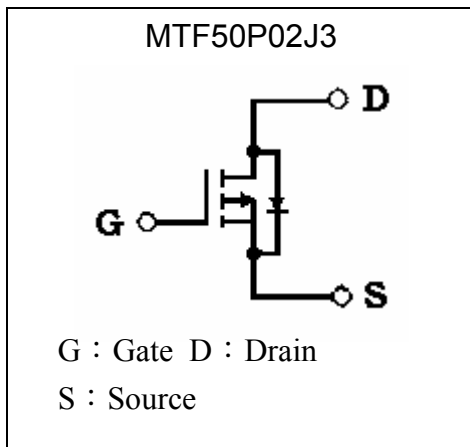 MTF50P02J3
D
G
S
G：Gate D：Drain
S：Source